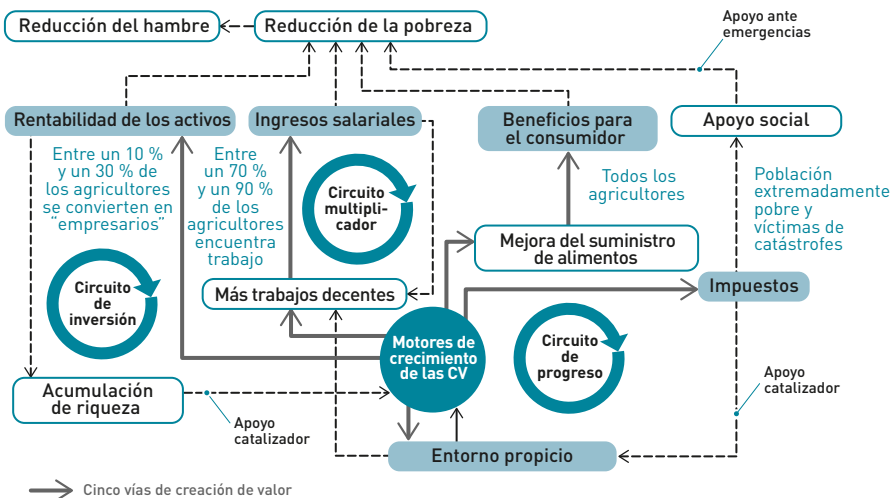 Reducción del hambre
Reducción de la pobreza
Apoyo ante
emergencias
Rentabilidad de los activos
Ingresos salariales
Beneficios para
el consumidor
Apoyo social
Entre un 10 %
y un 30 % de
los agricultores
se convierten en
“empresarios”
Entre
un 70 %
y un 90 %
de los
agricultores
encuentra
trabajo
Circuito
multipli-
cador
Todos los
agricultores
Población
extremadamente
pobre y
víctimas de
catástrofes
Mejora del suministro
de alimentos
Circuito
de
inversión
Más trabajos decentes
Impuestos
Motores de
crecimiento
de las CV
Circuito
de
progreso
Acumulación
de riqueza
Apoyo
catalizador
Apoyo
catalizador
Entorno propicio
Cinco vías de creación de valor